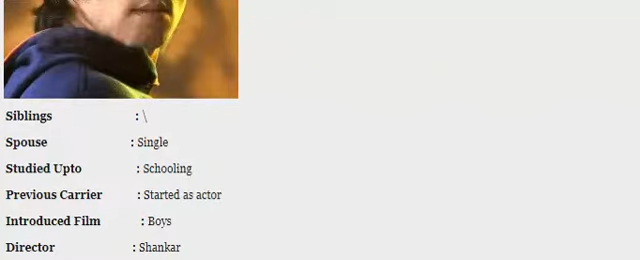 Siblings : \
Spouse : Single
Studied Upto : Schooling
Previous Carrier : Started as actor
Introduced Film : Boys
Director : Shankar